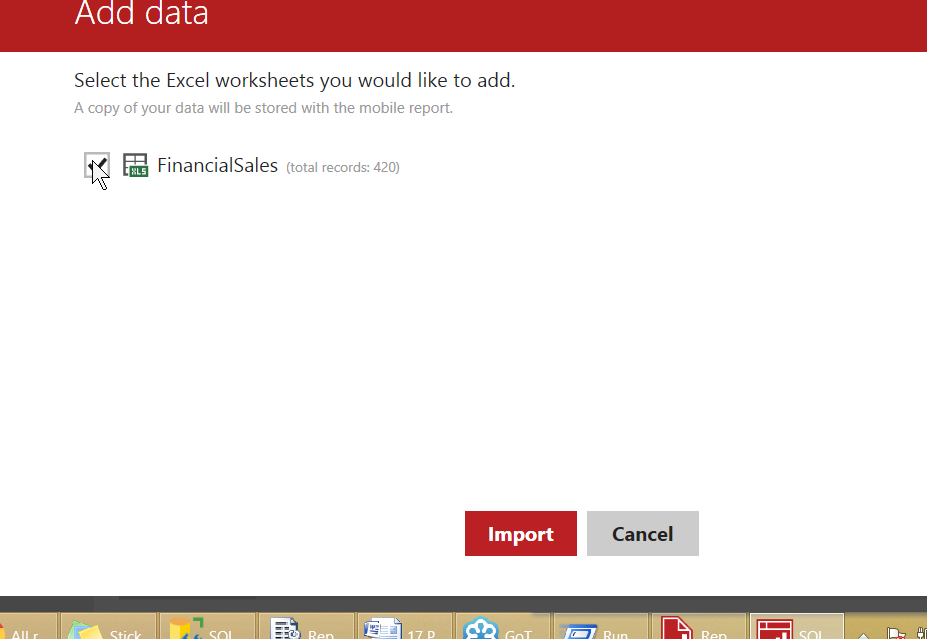 Add data
Select the Excel worksheets you would like to add.
A copy of your data will be stored with the mobile report.
XLS FinancialSales (total records: 420)
Import Cancel
All r Stick SQL Rep 17 P GoT Run Rep SQL